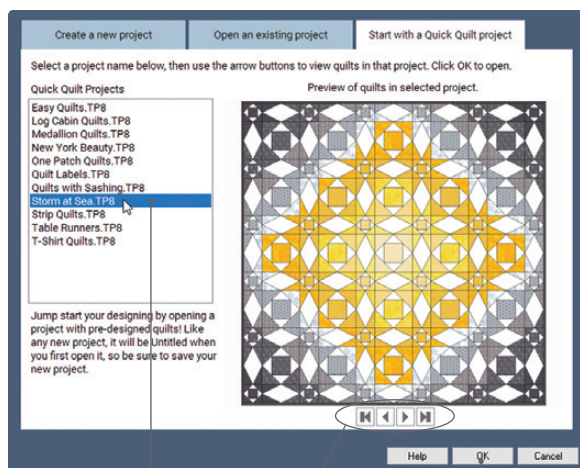 Create a new project
Open an existing project
Start with a Quick Quilt project
Select a project name below, then use the arrow buttons to view quilts in that project. Click OK to open.
Quick Quilt Projects
Easy Quilts.TP8
Log Cabin Quilts.TP8
Medallion Quilts.TP8
New York Beauty.TP8
One Patch Quilts.TP8
Quilt Labels.TP8
Quilts with Sashing.TP8
Storm at Sea.TP8
Strip Quilts.TP8
Table Runners.TP8
T-Shirt Quilts.TP8
Jump start your designing by opening a
project with pre-designed quilts! Like
any new project, it will be Untitled when
you first open it, so be sure to save your
new project.
Preview of quilts in selected project.
Help
OK
Cancel